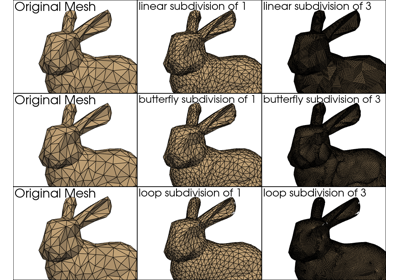 Original Mesh
linear subdivision of 1
linear subdivision of 3
Original Mesh
butterfly subdivision of 1
butterfly subdivision of 3
Original Mesh
loop subdivision of 1
loop subdivision of 3